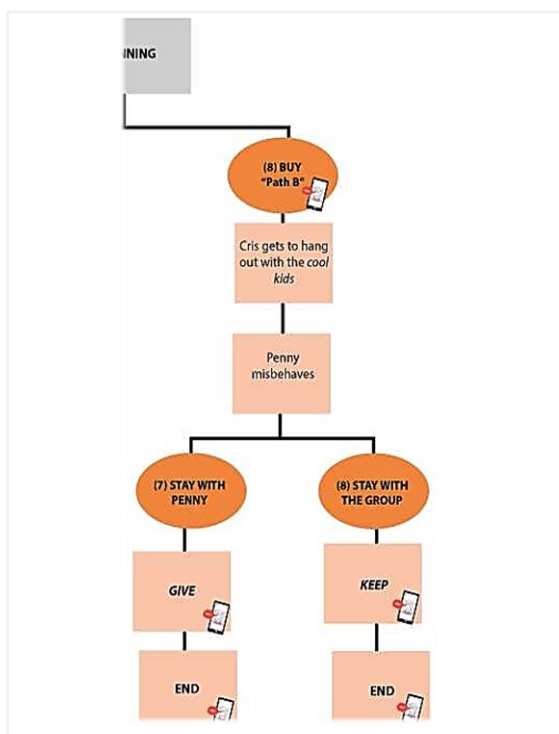 NNING
(8) BUY
"Path B"
Cris gets to hang
out with the cool
kids
Penny
misbehaves
(7) STAY WITH
PENNY
(8) STAY WITH
THE GROUP
GIVE
KEEP
END
END